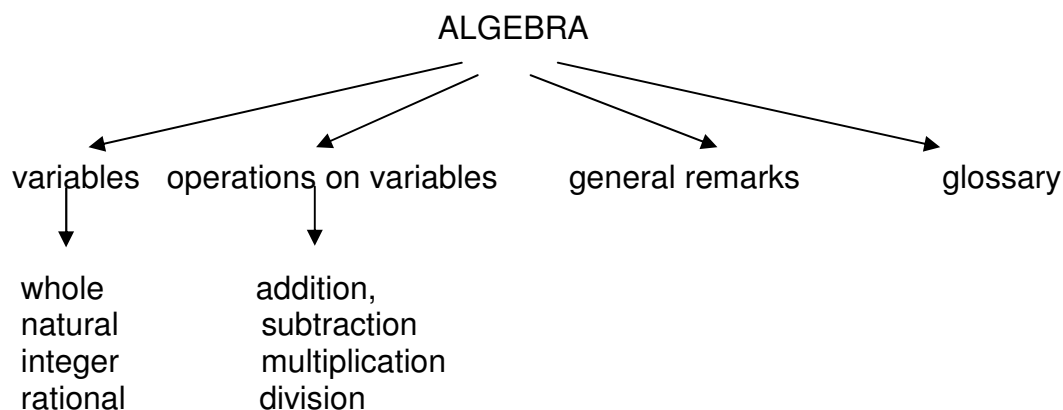 ALGEBRA
variables operations on variables general remarks glossary
whole addition,
natural subtraction
integer multiplication
rational division